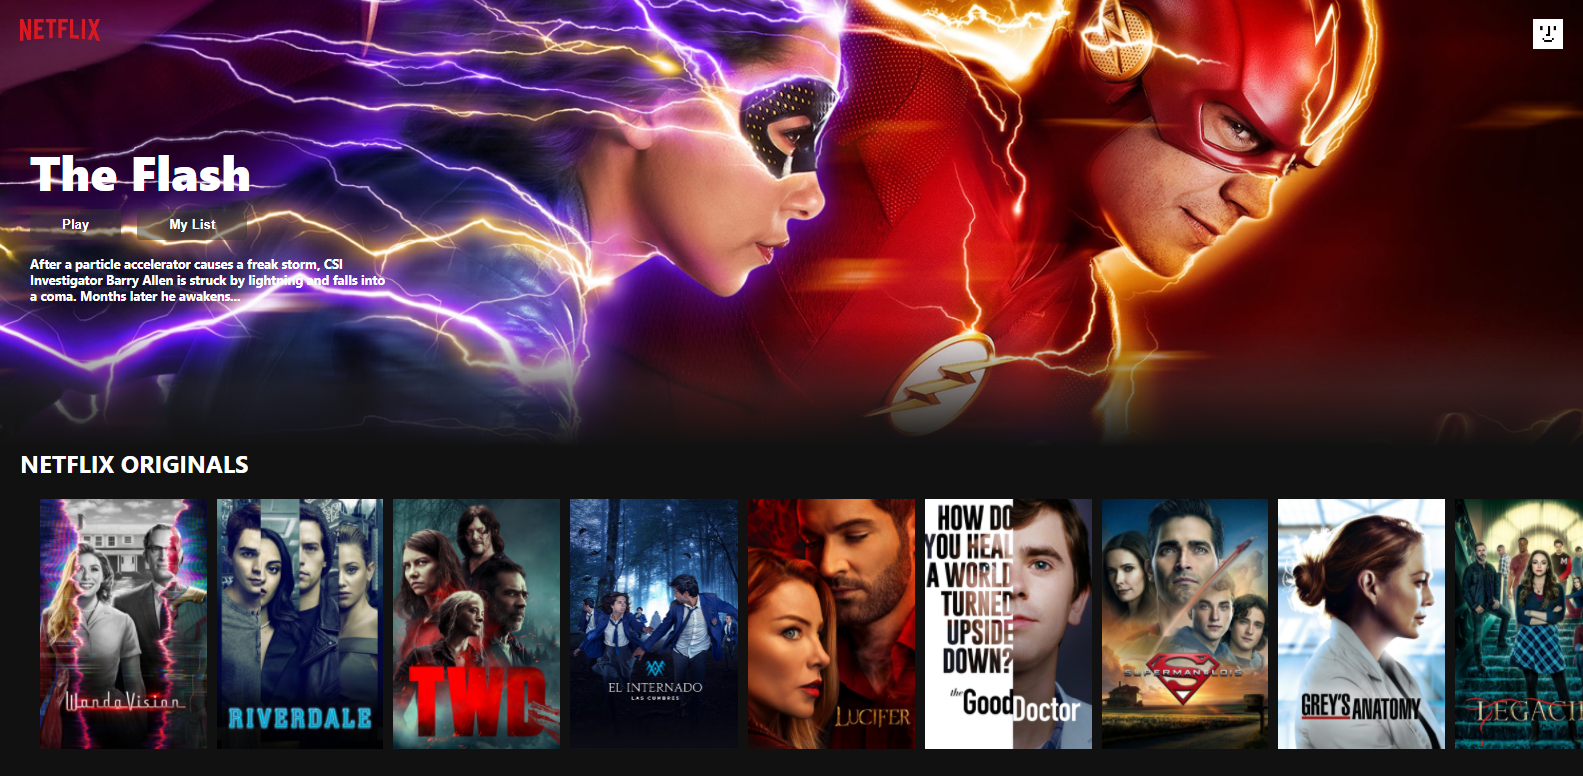 NETFLIX
The Flash
Play
My List
After a particle accelerator causes a freak storm, CSI
Investigator Barry Allen is struck by lightning and falls into
a coma. Months later he awakens...
NETFLIX ORIGINALS
WandaVision
RIVERDALE
TWD
EL INTERNADO
LAS CUMBRES
LUCIFER
HOW DO
YOU HEAL
A WORLD
TURNED
UPSIDE
DOWN?
the Good Doctor
SUPERMAN & LOIS
GREY'S ANATOMY
LEGACI